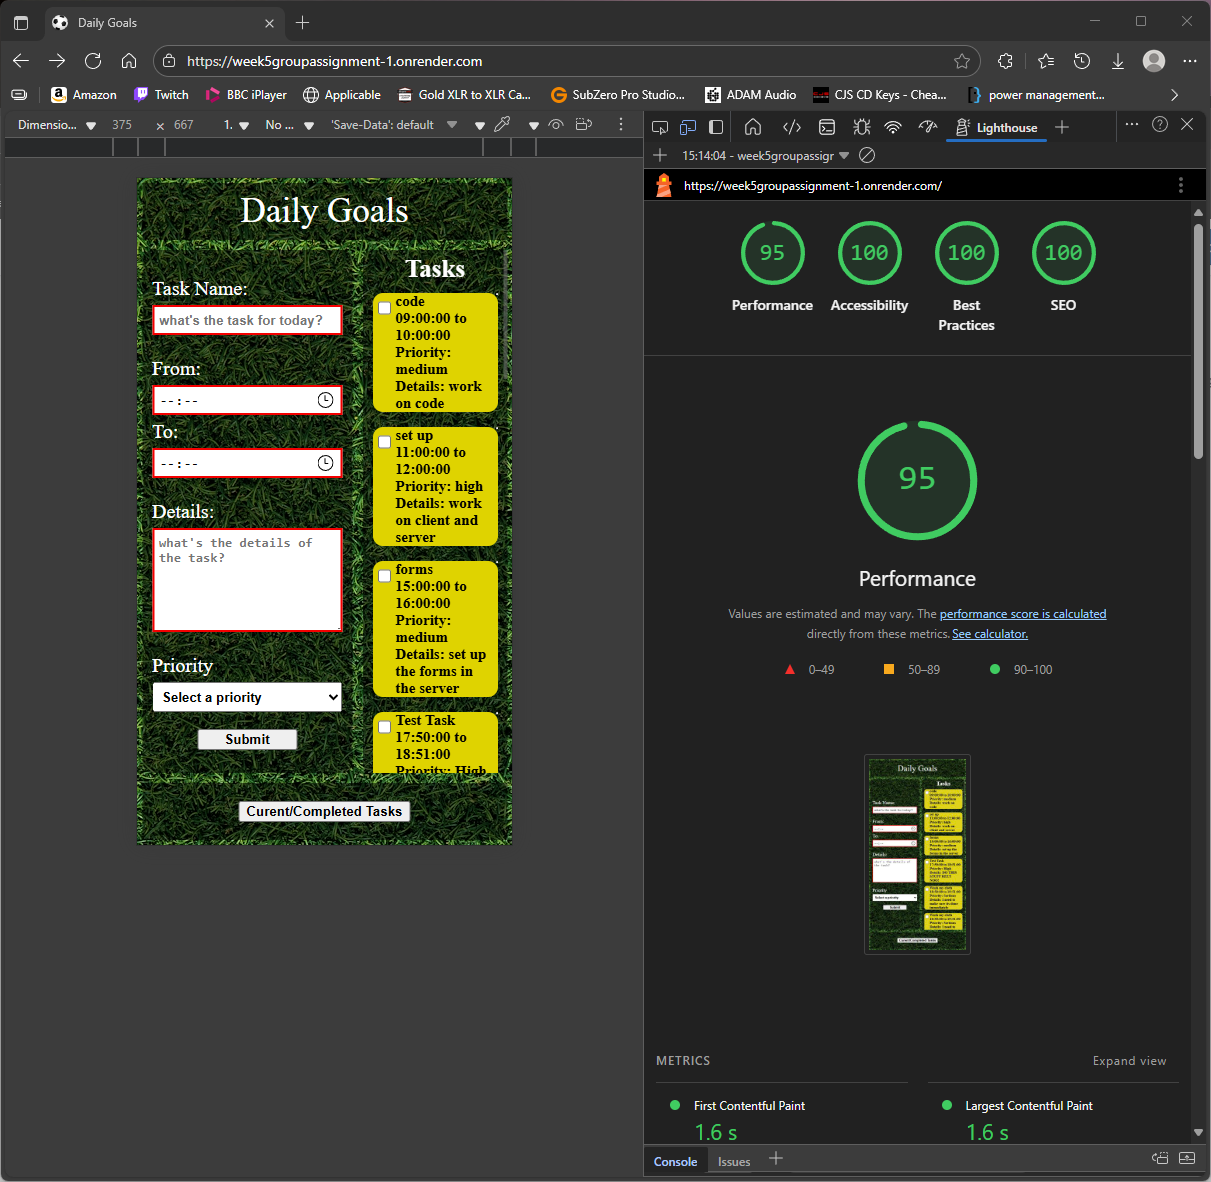 Daily Goals
https://week5groupassignment-1.onrender.com
Amazon
Twitch
BBC iPlayer
Applicable
Gold XLR to XLR Ca...
SubZero Pro Studio...
ADAM Audio
CJS CD Keys - Chea...
power management...
Dimensio... 375 × 667 1. No ... 'Save-Data': default
Lighthouse
15:14:04 - week5groupassigr
https://week5groupassignment-1.onrender.com/
Daily Goals
Task Name:
what's the task for today?
From:
--:--
To:
--:--
Details:
what's the details of
the task?
Priority
Select a priority
Submit
Tasks
code
09:00:00 to
10:00:00
Priority:
medium
Details: work
on code
set up
11:00:00 to
12:00:00
Priority: high
Details: work
on client and
server
forms
15:00:00 to
16:00:00
Priority:
medium
Details: set up
the forms in
the server
Test Task
17:50:00 to
18:51:00
Priority: High
Curent/Completed Tasks
95
Performance
100
Accessibility
100
Best
Practices
100
SEO
95
Performance
Values are estimated and may vary. The performance score is calculated
directly from these metrics. See calculator.
0–49
50–89
90–100
Daily Goals
Tasks
METRICS
Expand view
First Contentful Paint
1.6 s
Largest Contentful Paint
1.6 s
Console
Issues